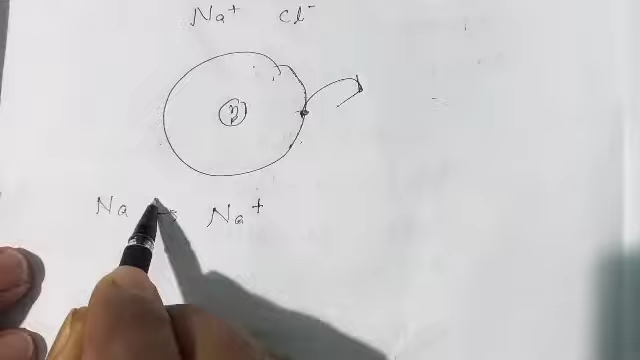 Na⁺ Cl⁻
Na → Na⁺